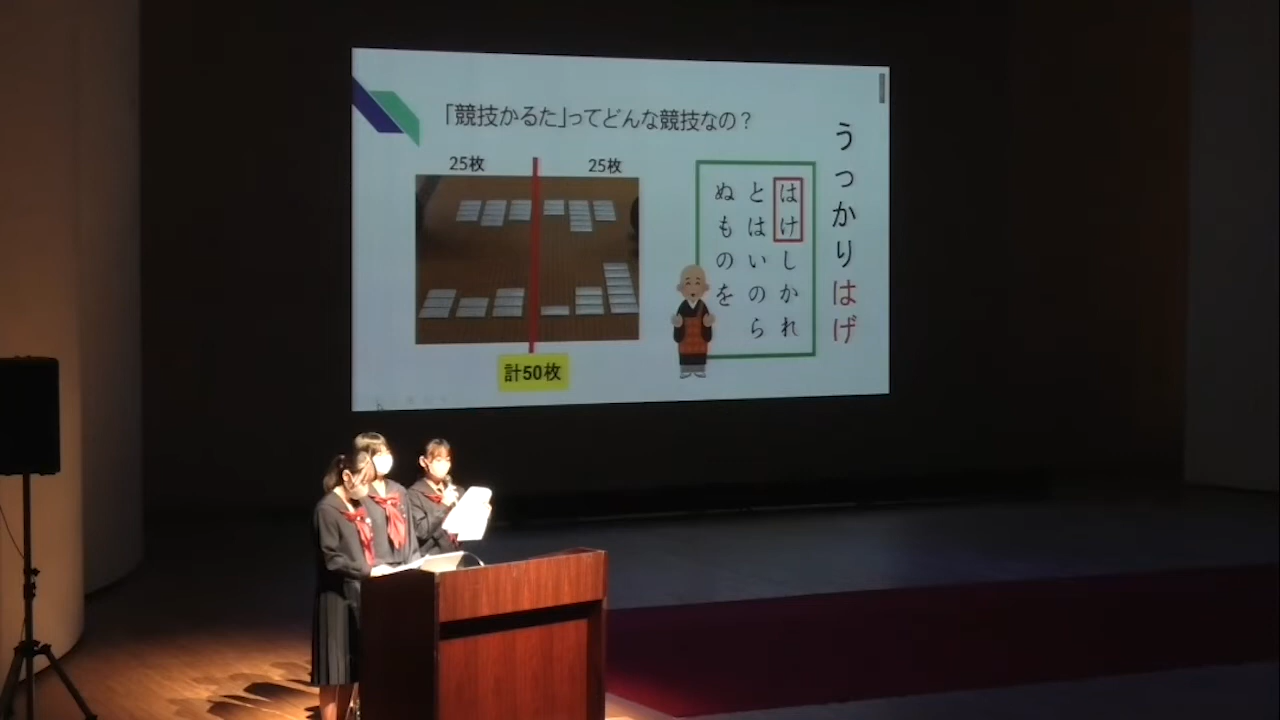 「競技かるた」ってどんな競技なの？
25枚
25枚
計50枚
うっかりはげ
はけしかれ
とはいのら
ぬものを